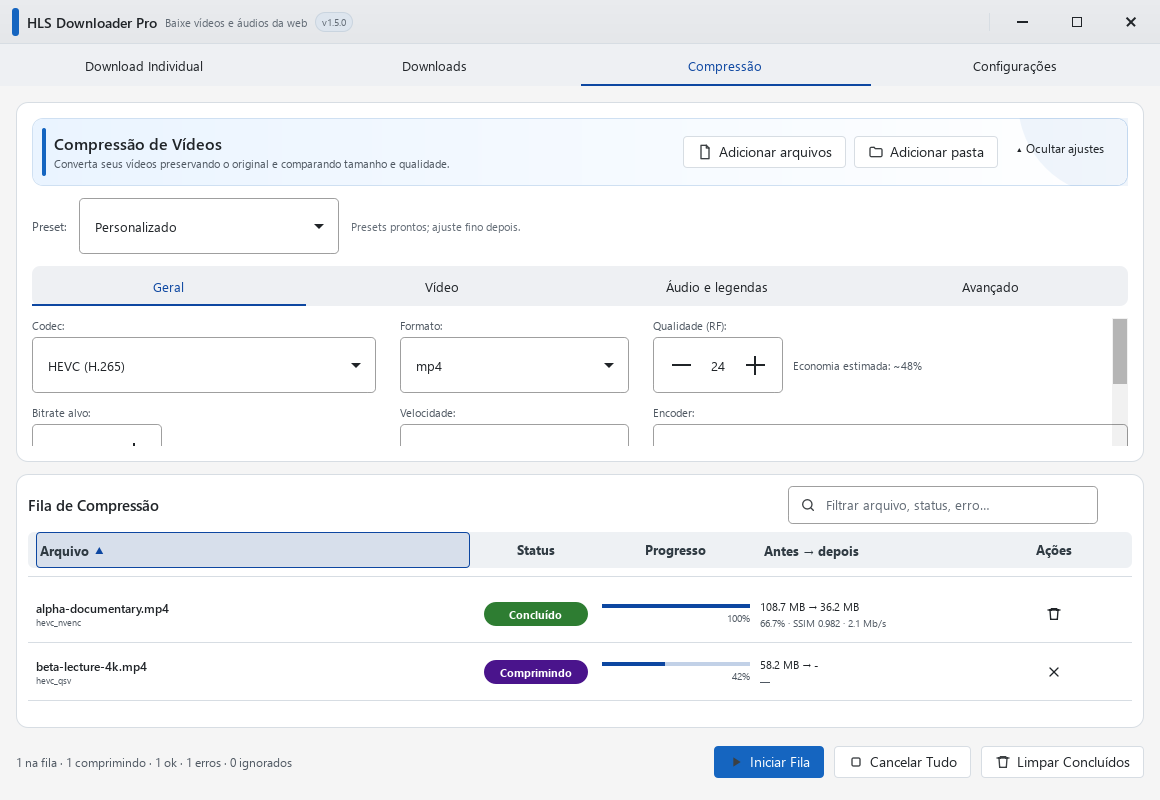 HLS Downloader Pro Baixe vídeos e áudios da web v1.5.0
Download Individual Downloads Compressão Configurações
Compressão de Vídeos
Converta seus vídeos preservando o original e comparando tamanho e qualidade.
Adicionar arquivos Adicionar pasta ▴ Ocultar ajustes
Preset: Personalizado Presets prontos; ajuste fino depois.
Geral Vídeo Áudio e legendas Avançado
Codec: Formato: Qualidade (RF):
HEVC (H.265) mp4 24 Economia estimada: ~48%
Bitrate alvo: Velocidade: Encoder:
Fila de Compressão Filtrar arquivo, status, erro...
Arquivo ▲ Status Progresso Antes → depois Ações
alpha-documentary.mp4 Concluído 108.7 MB → 36.2 MB
hevc_nvenc 100% 66.7% · SSIM 0.982 · 2.1 Mb/s
beta-lecture-4k.mp4 Comprimindo 58.2 MB → -
hevc_qsv 42% —
1 na fila · 1 comprimindo · 1 ok · 1 erros · 0 ignorados Iniciar Fila Cancelar Tudo Limpar Concluídos